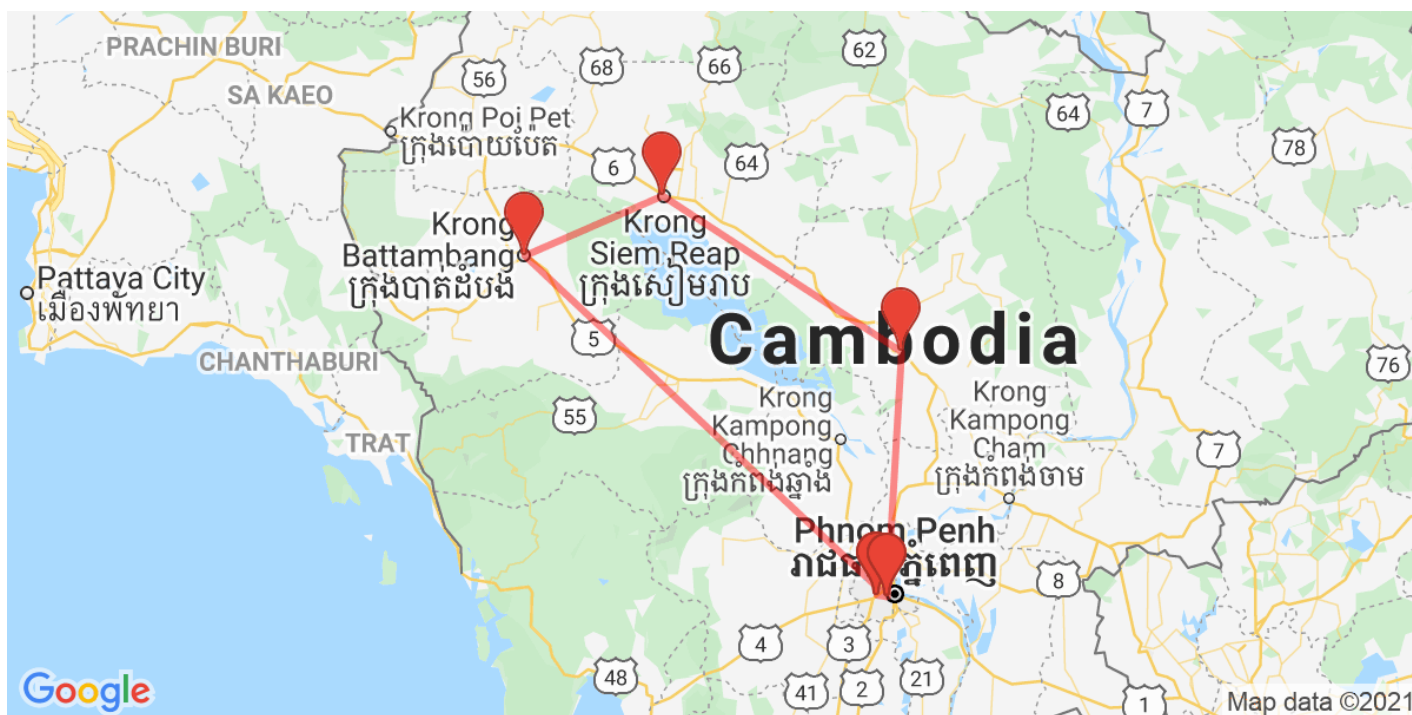 PRACHIN BURI
SA KAEO
56
68
66
62
64
7
78
Krong Poi Pet
ក្រុងប៉ោយប៉ែត
6
64
Krong
Battambang
ក្រុងបាត់ដំបង
Krong
Siem Reap
ក្រុងសៀមរាប
Pattaya City
เมืองพัทยา
CHANTHABURI
5
Cambodia
76
55
TRAT
Krong
Kampong
Chhnang
ក្រុងកំពង់ឆ្នាំង
Krong
Kampong
Cham
ក្រុងកំពង់ចាម
7
Phnom Penh
ភ្នំពេញ
8
4
3
48
41
2
21
1
Google
Map data ©2021